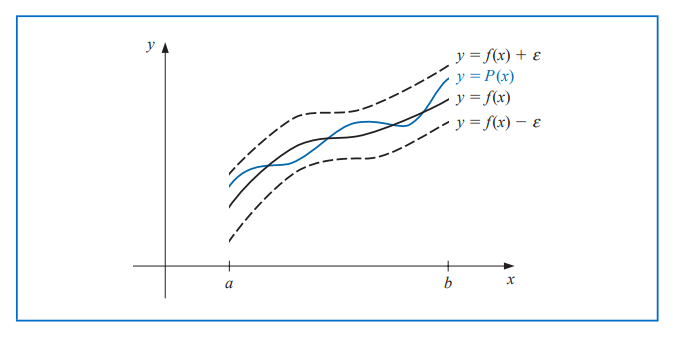 y
y = f(x) + ε
y = P(x)
y = f(x)
y = f(x) − ε
a
b
x